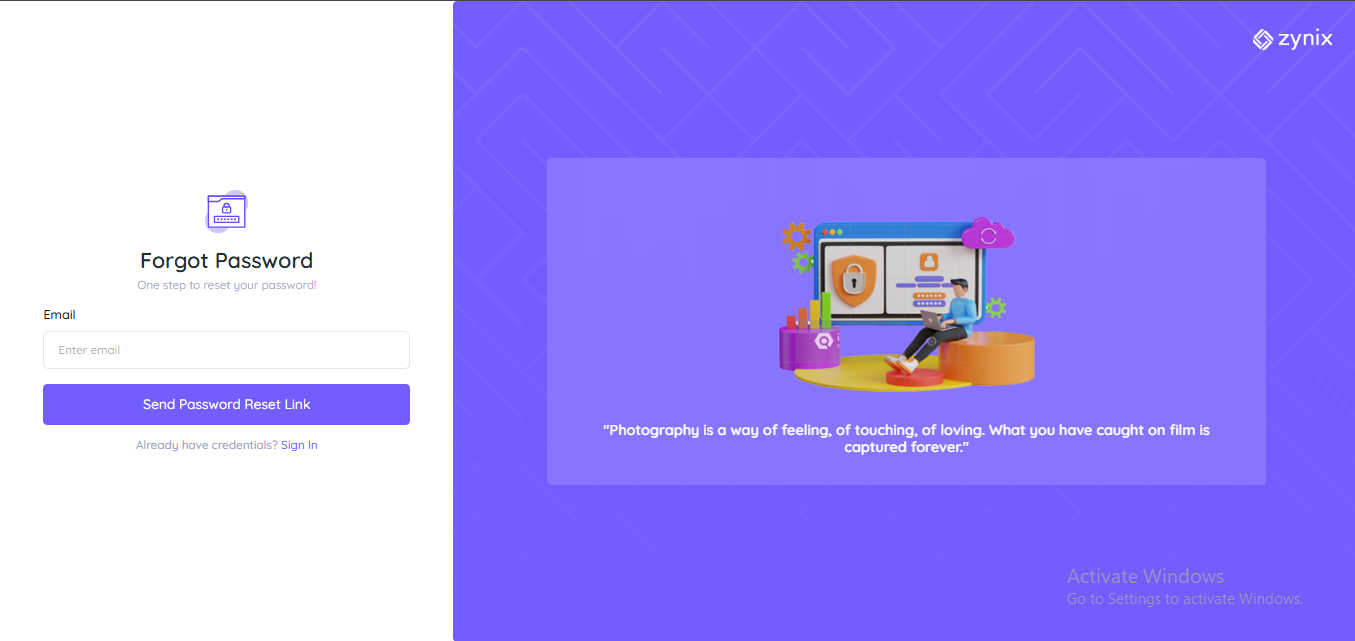 Forgot Password
One step to reset your password!
Email
Enter email
Send Password Reset Link
Already have credentials? Sign In
zynix
"Photography is a way of feeling, of touching, of loving. What you have caught on film is
captured forever."
Activate Windows
Go to Settings to activate Windows.